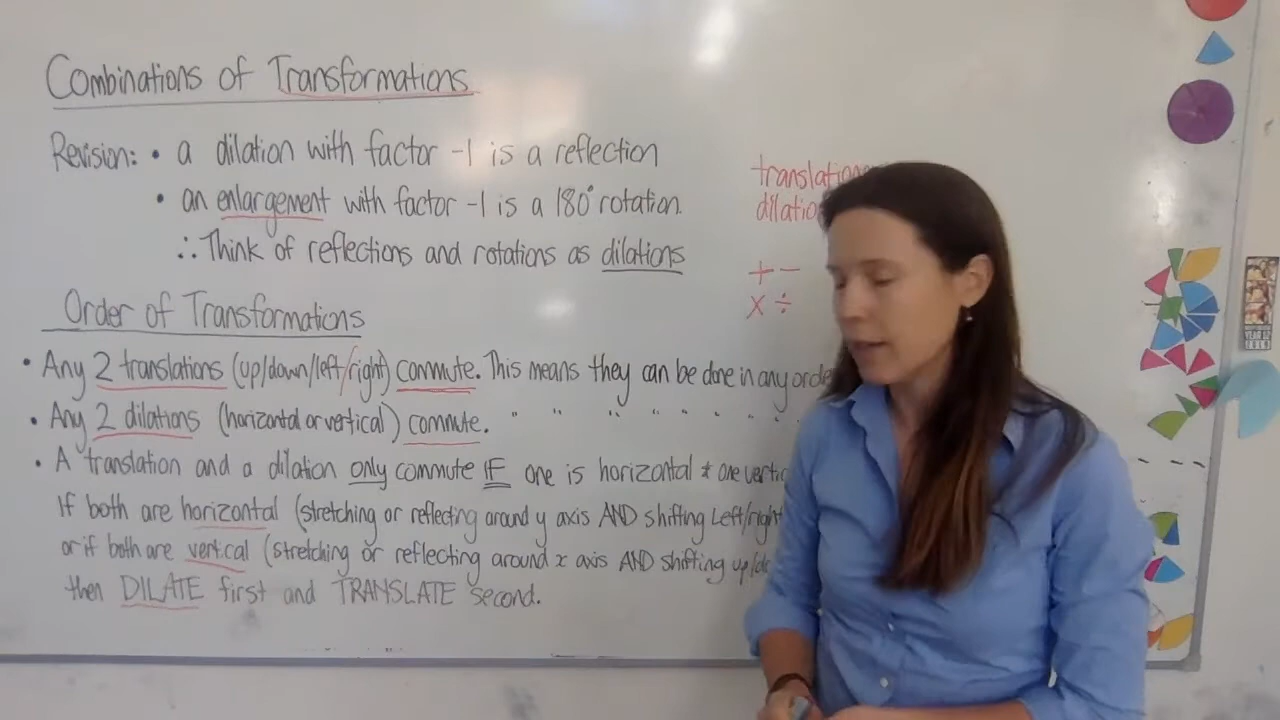 Combinations of Transformations
Revision: • a dilation with factor -1 is a reflection
• an enlargement with factor -1 is a 180° rotation.
∴ Think of reflections and rotations as dilations
translation
dilatio
+ −
× ÷
Order of Transformations
• Any 2 translations (up/down/left/right) commute. This means they can be done in any orde
• Any 2 dilations (horizontal or vertical) commute. " " " " " " " "
• A translation and a dilation only commute IF one is horizontal & one vertic
If both are horizontal (stretching or reflecting around y axis AND shifting Left/right
or if both are vertical (stretching or reflecting around x axis AND shifting up/do
then DILATE first and TRANSLATE second.